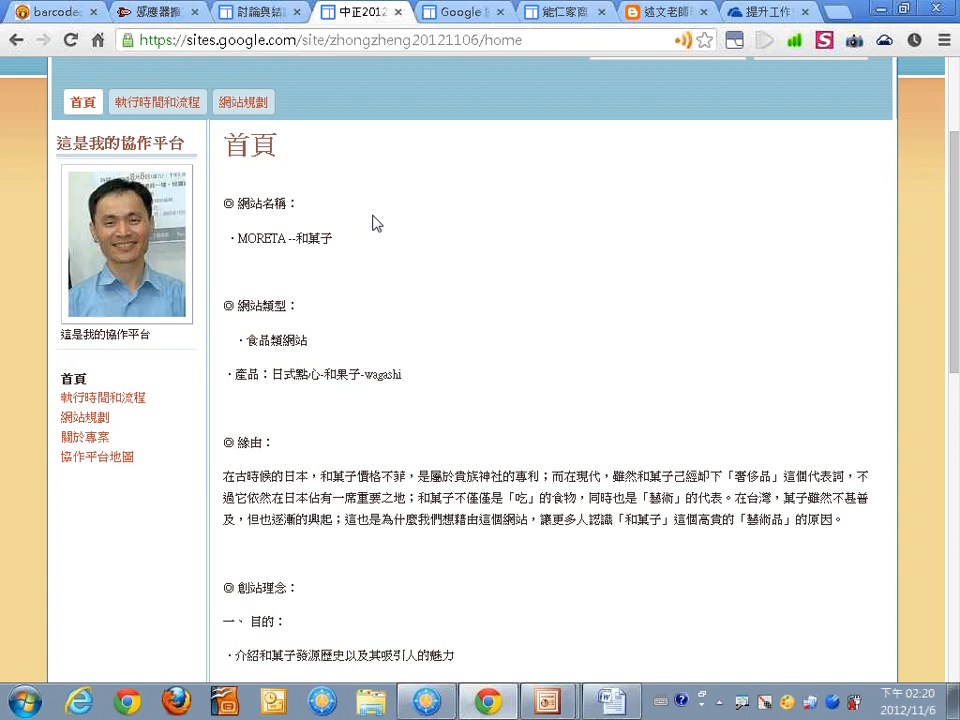 barcode
感應器
討論與結
中正2012
Google
能仁家商
述文老師
提升工作
https://sites.google.com/site/zhongzheng20121106/home
首頁
執行時間和流程
網站規劃
這是我的協作平台
首頁
這是我的協作平台
首頁
執行時間和流程
網站規劃
關於專案
協作平台地圖
◎ 網站名稱：
‧MORETA --和菓子
◎ 網站類型：
‧食品類網站
‧產品：日式點心-和果子-wagashi
◎ 緣由：
在古時候的日本，和菓子價格不菲，是屬於貴族神社的專利；而在現代，雖然和菓子己經卸下「奢侈品」這個代表詞，不
過它依然在日本佔有一席重要之地；和菓子不僅僅是「吃」的食物，同時也是「藝術」的代表。在台灣，菓子雖然不甚普
及，但也逐漸的興起；這也是為什麼我們想藉由這個網站，讓更多人認識「和菓子」這個高貴的「藝術品」的原因。
◎ 創站理念：
一、 目的：
‧介紹和菓子發源歷史以及其吸引人的魅力
下午 02:20
2012/11/6